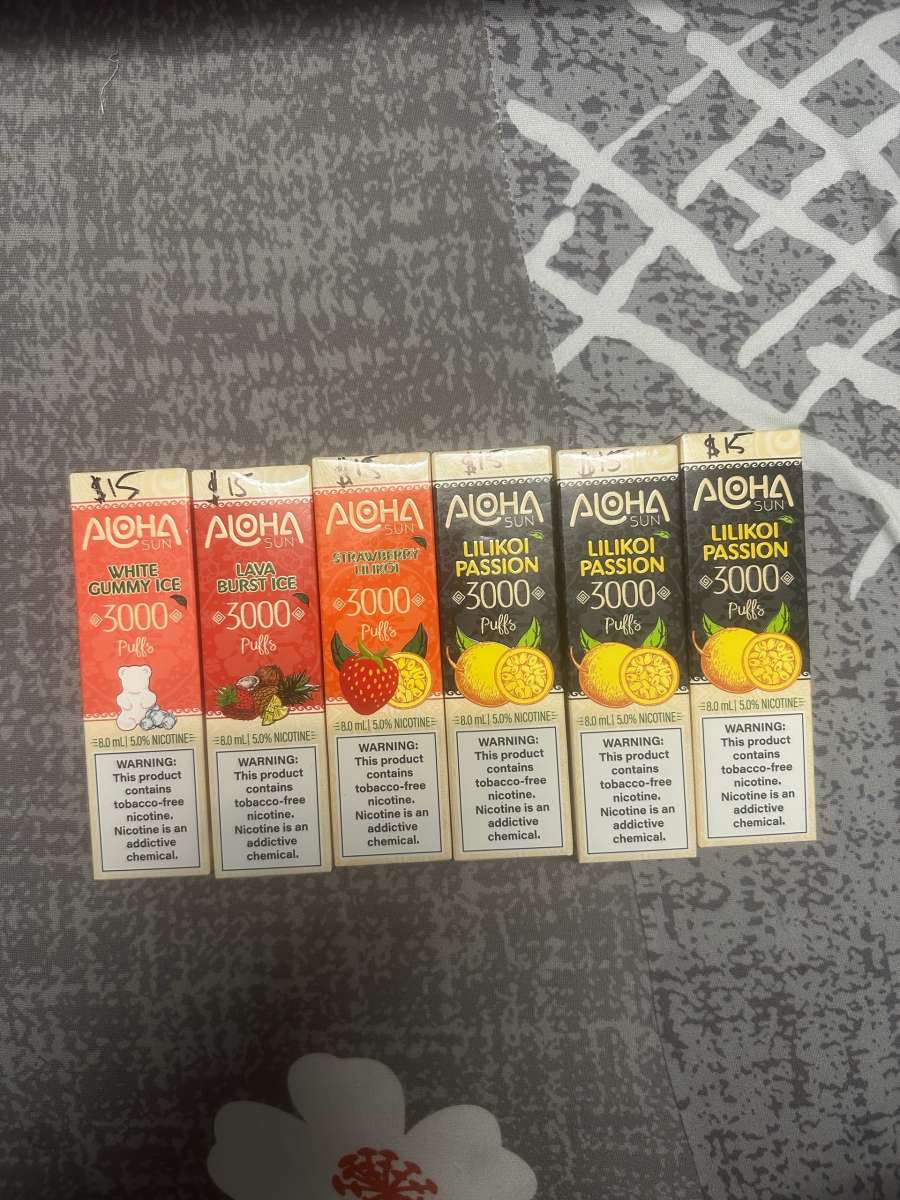 $15
ALOHA
SUN
WHITE
GUMMY ICE
3000
Puffs
8.0 mL| 5.0% NICOTINE
WARNING:
This product
contains
tobacco-free
nicotine.
Nicotine is an
addictive
chemical.
$15
ALOHA
SUN
LAVA
BURST ICE
3000
Puffs
8.0 mL| 5.0% NICOTINE
WARNING:
This product
contains
tobacco-free
nicotine.
Nicotine is an
addictive
chemical.
$15
ALOHA
SUN
STRAWBERRY
LILIKOI
3000
Puffs
8.0 mL| 5.0% NICOTINE
WARNING:
This product
contains
tobacco-free
nicotine.
Nicotine is an
addictive
chemical.
$15
ALOHA
SUN
LILIKOI
PASSION
3000
Puffs
8.0 mL| 5.0% NICOTINE
WARNING:
This product
contains
tobacco-free
nicotine.
Nicotine is an
addictive
chemical.
$15
ALOHA
SUN
LILIKOI
PASSION
3000
Puffs
8.0 mL| 5.0% NICOTINE
WARNING:
This product
contains
tobacco-free
nicotine.
Nicotine is an
addictive
chemical.
$15
ALOHA
SUN
LILIKOI
PASSION
3000
Puffs
8.0 mL| 5.0% NICOTINE
WARNING:
This product
contains
tobacco-free
nicotine.
Nicotine is an
addictive
chemical.